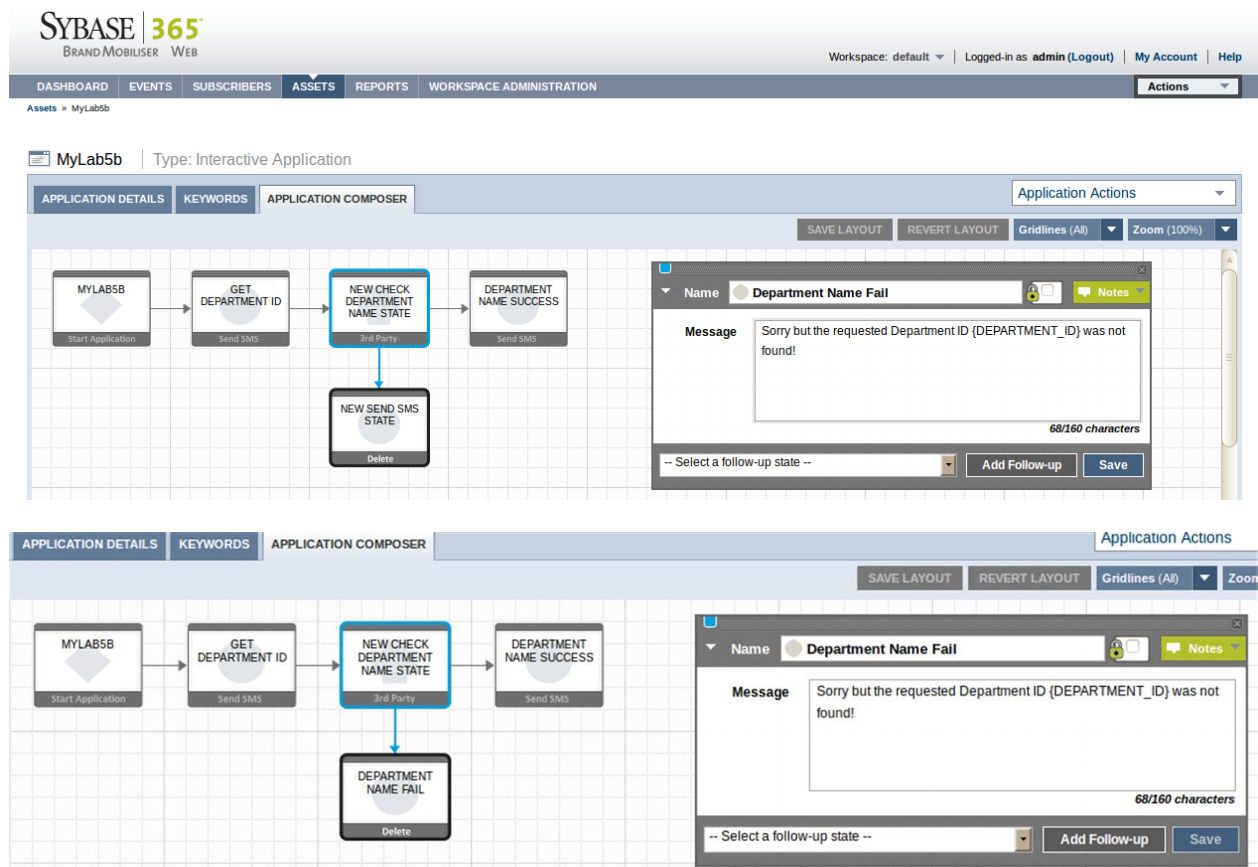 SYBASE 365
BRAND MOBILISER WEB
Workspace: default | Logged-in as admin (Logout) | My Account | Help
DASHBOARD EVENTS SUBSCRIBERS ASSETS REPORTS WORKSPACE ADMINISTRATION Actions
Assets » MyLab5b
MyLab5b | Type: Interactive Application
APPLICATION DETAILS KEYWORDS APPLICATION COMPOSER Application Actions
SAVE LAYOUT REVERT LAYOUT Gridlines (All) Zoom (100%)
MYLAB5B
Start Application
GET
DEPARTMENT ID
Send SMS
NEW CHECK
DEPARTMENT
NAME STATE
3rd Party
DEPARTMENT
NAME SUCCESS
Send SMS
NEW SEND SMS
STATE
Delete
Name Department Name Fail Notes
Message Sorry but the requested Department ID {DEPARTMENT_ID} was not
found!
68/160 characters
-- Select a follow-up state -- Add Follow-up Save
APPLICATION DETAILS KEYWORDS APPLICATION COMPOSER Application Actions
SAVE LAYOUT REVERT LAYOUT Gridlines (All) Zoon
MYLAB5B
Start Application
GET
DEPARTMENT ID
Send SMS
NEW CHECK
DEPARTMENT
NAME STATE
3rd Party
DEPARTMENT
NAME SUCCESS
Send SMS
DEPARTMENT
NAME FAIL
Delete
Name Department Name Fail Notes
Message Sorry but the requested Department ID {DEPARTMENT_ID} was not
found!
68/160 characters
-- Select a follow-up state -- Add Follow-up Save